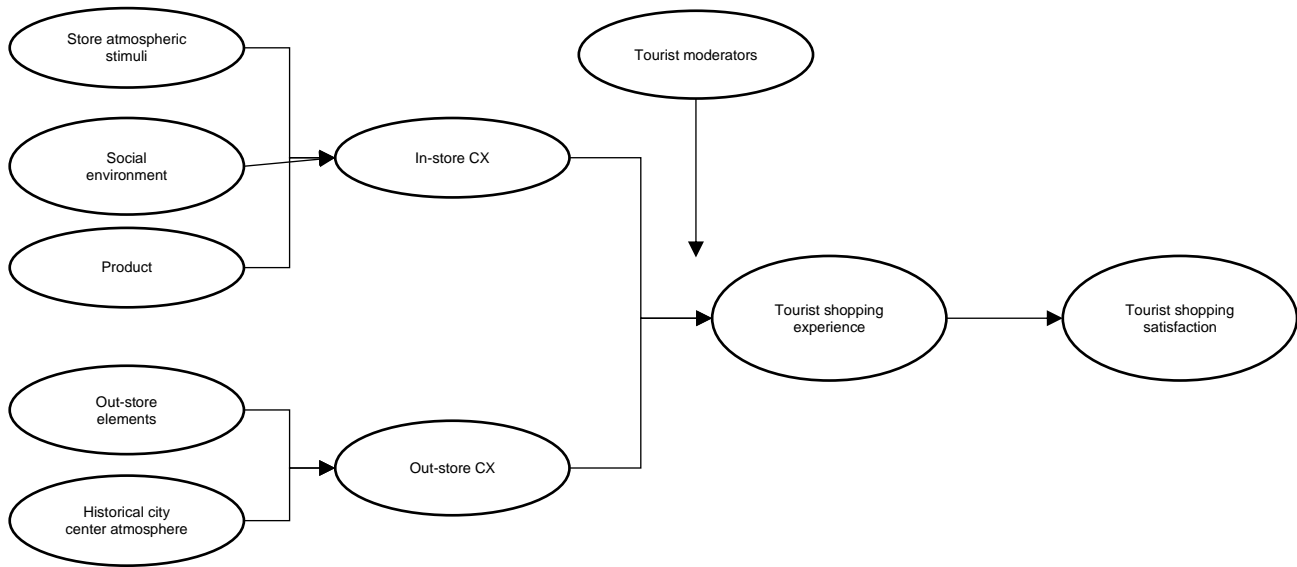 Store atmospheric
stimuli
Tourist moderators
Social
environment
In-store CX
Product
Tourist shopping
experience
Tourist shopping
satisfaction
Out-store
elements
Out-store CX
Historical city
center atmosphere